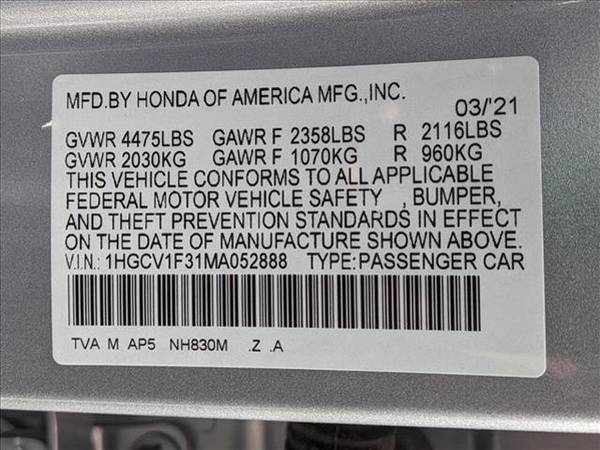 MFD.BY HONDA OF AMERICA MFG.,INC. 03/'21
GVWR 4475LBS GAWR F 2358LBS R 2116LBS
GVWR 2030KG GAWR F 1070KG R 960KG
THIS VEHICLE CONFORMS TO ALL APPLICABLE
FEDERAL MOTOR VEHICLE SAFETY , BUMPER,
AND THEFT PREVENTION STANDARDS IN EFFECT
ON THE DATE OF MANUFACTURE SHOWN ABOVE.
V.I.N.: 1HGCV1F31MA052888 TYPE:PASSENGER CAR
TVA M AP5 NH830M .Z .A